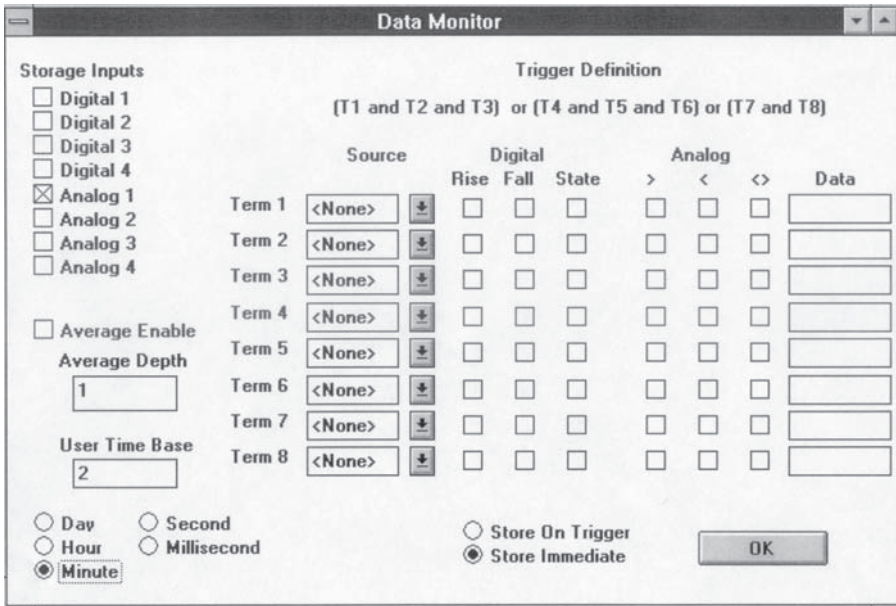 Data Monitor
Storage Inputs
Digital 1
Digital 2
Digital 3
Digital 4
Analog 1
Analog 2
Analog 3
Analog 4
Average Enable
Average Depth
1
User Time Base
2
Day
Hour
Minute
Second
Millisecond
Trigger Definition
(T1 and T2 and T3) or (T4 and T5 and T6) or (T7 and T8)
Source Digital Analog
Rise Fall State > < <> Data
Term 1 <None>
Term 2 <None>
Term 3 <None>
Term 4 <None>
Term 5 <None>
Term 6 <None>
Term 7 <None>
Term 8 <None>
Store On Trigger
Store Immediate
OK